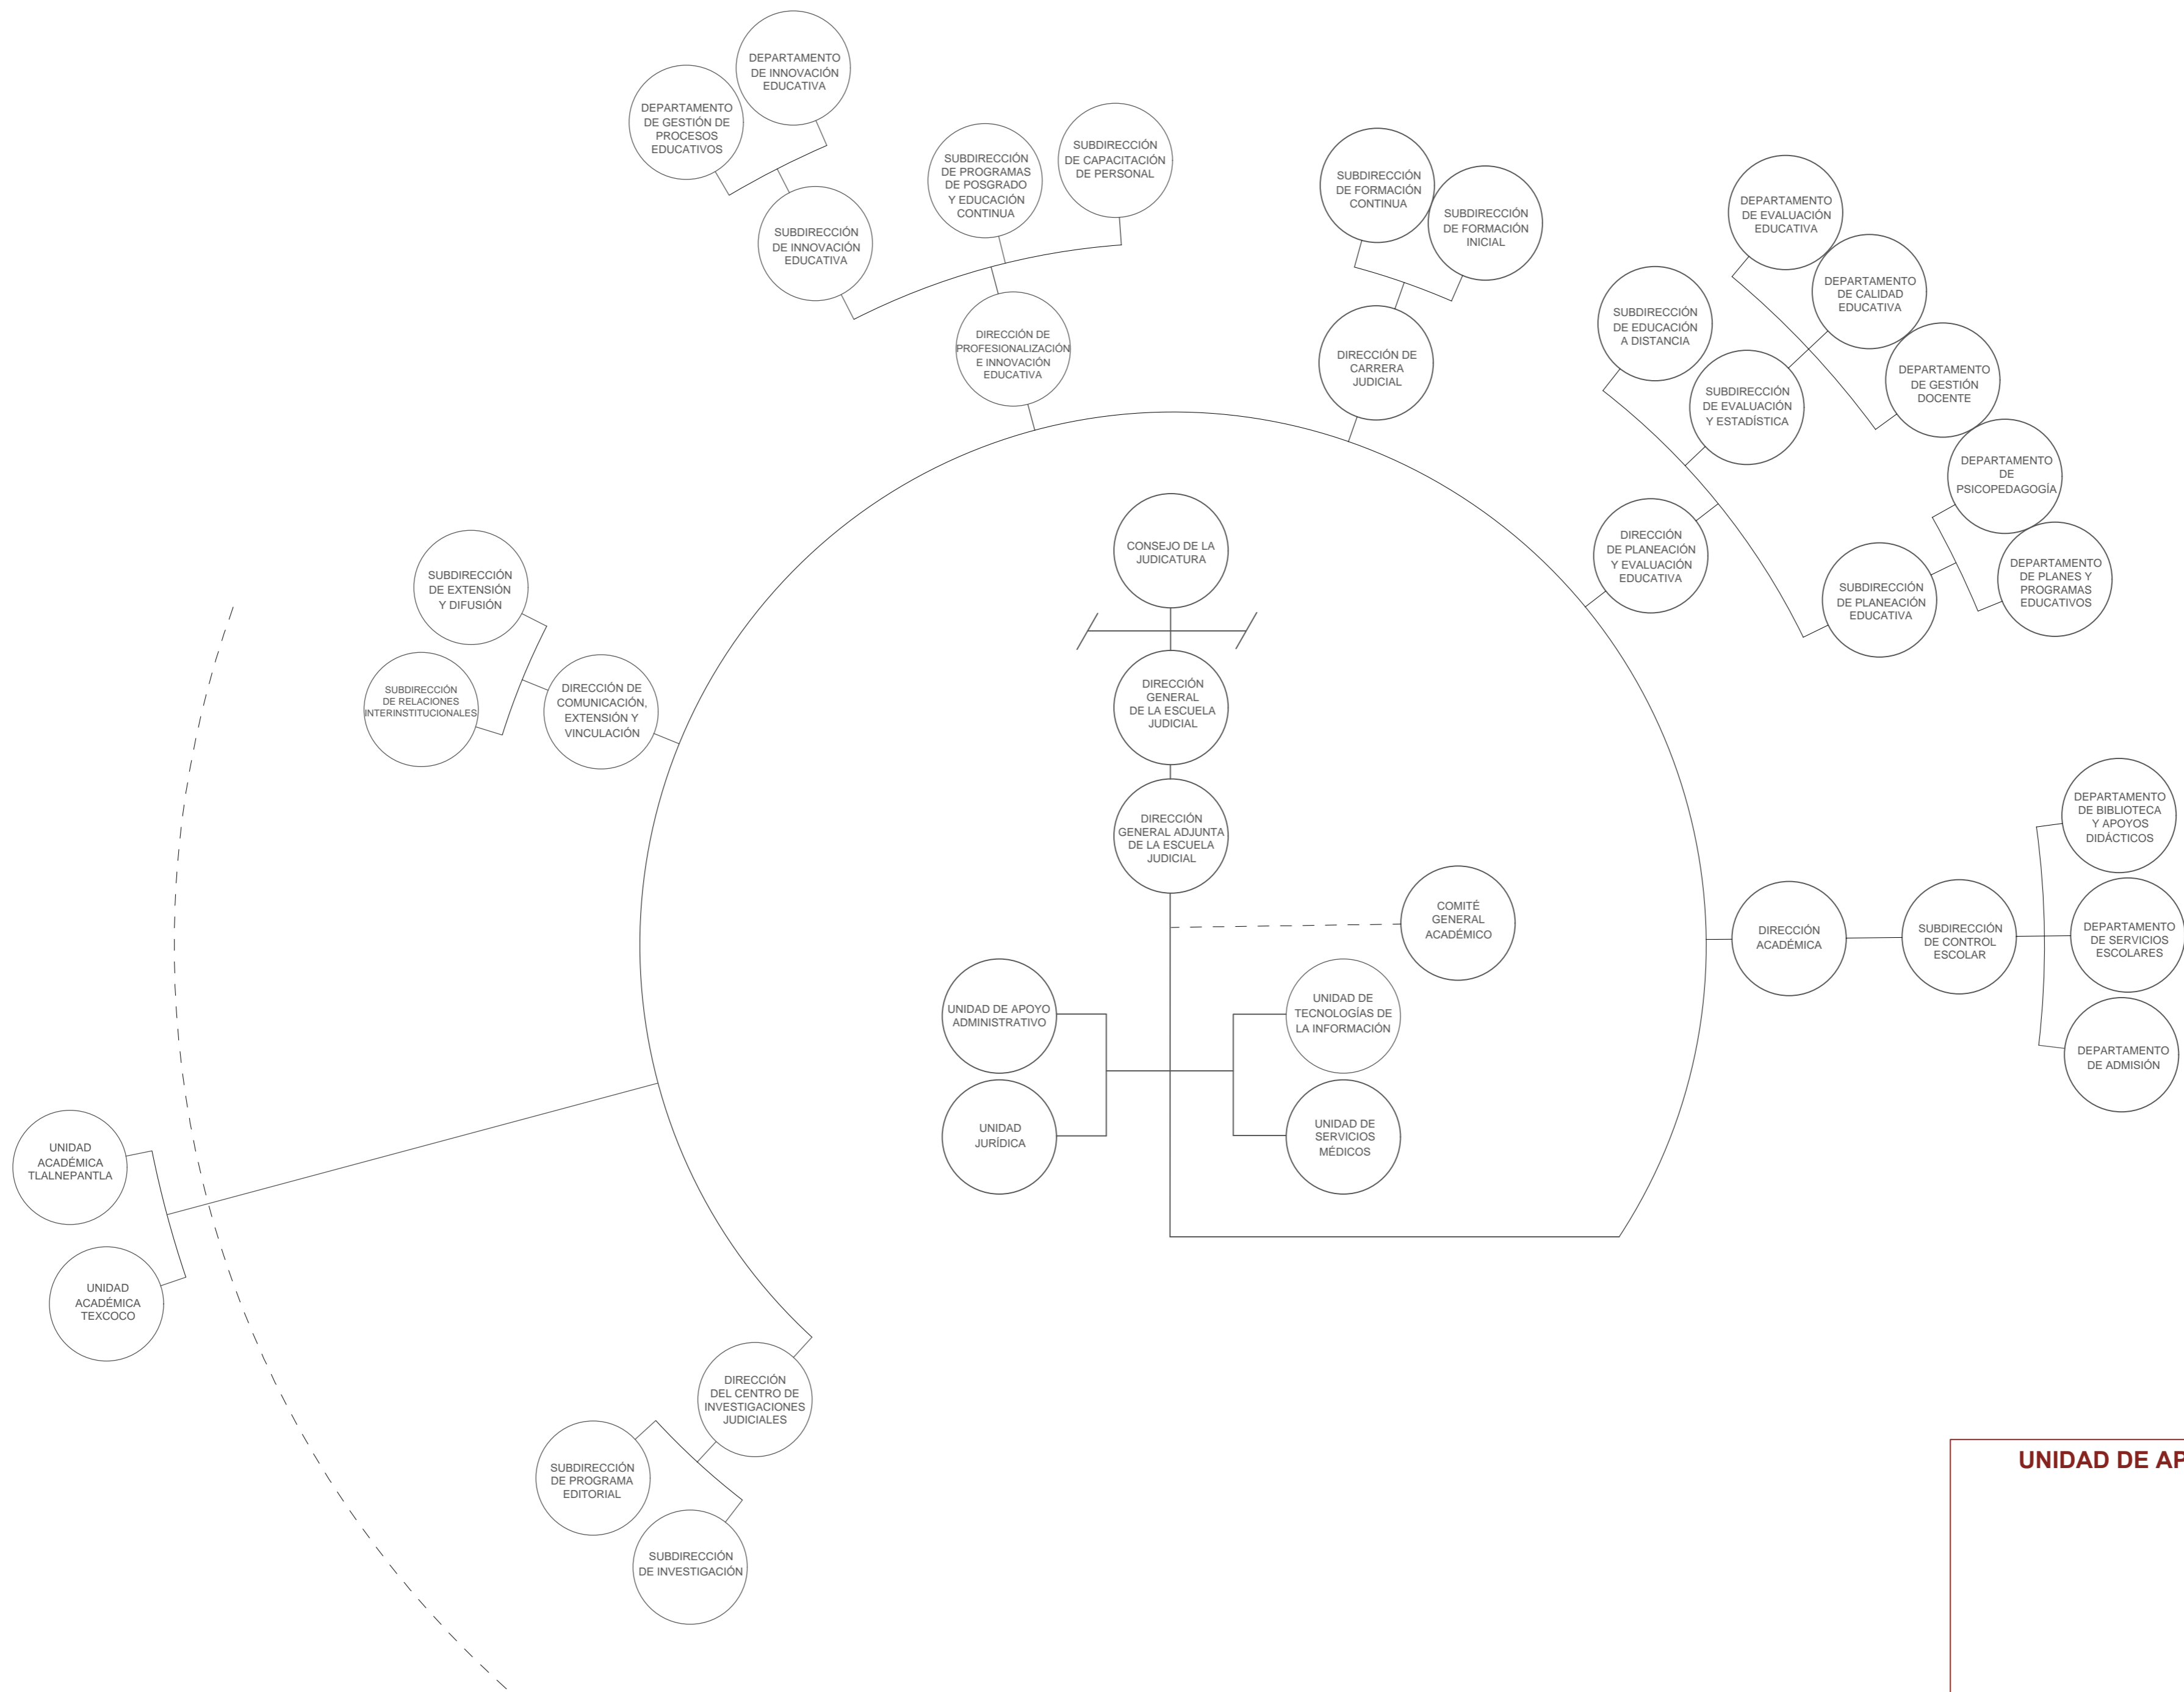 DEPARTAMENTO
DE INNOVACIÓN
EDUCATIVA
DEPARTAMENTO
DE GESTIÓN DE
PROCESOS
EDUCATIVOS
SUBDIRECCIÓN
DE INNOVACIÓN
EDUCATIVA
SUBDIRECCIÓN
DE PROGRAMAS
DE POSGRADO
Y EDUCACIÓN
CONTINUA
SUBDIRECCIÓN
DE CAPACITACIÓN
DE PERSONAL
DIRECCIÓN DE
PROFESIONALIZACIÓN
E INNOVACIÓN
EDUCATIVA
SUBDIRECCIÓN
DE FORMACIÓN
CONTINUA
SUBDIRECCIÓN
DE FORMACIÓN
INICIAL
DIRECCIÓN DE
CARRERA
JUDICIAL
DEPARTAMENTO
DE EVALUACIÓN
EDUCATIVA
DEPARTAMENTO
DE CALIDAD
EDUCATIVA
DEPARTAMENTO
DE GESTIÓN
DOCENTE
SUBDIRECCIÓN
DE EDUCACIÓN
A DISTANCIA
SUBDIRECCIÓN
DE EVALUACIÓN
Y ESTADÍSTICA
DEPARTAMENTO
DE
PSICOPEDAGOGÍA
DEPARTAMENTO
DE PLANES Y
PROGRAMAS
EDUCATIVOS
DIRECCIÓN
DE PLANEACIÓN
Y EVALUACIÓN
EDUCATIVA
SUBDIRECCIÓN
DE PLANEACIÓN
EDUCATIVA
CONSEJO DE LA
JUDICATURA
DIRECCIÓN
GENERAL
DE LA ESCUELA
JUDICIAL
DIRECCIÓN
GENERAL ADJUNTA
DE LA ESCUELA
JUDICIAL
COMITÉ
GENERAL
ACADÉMICO
UNIDAD DE APOYO
ADMINISTRATIVO
UNIDAD DE
TECNOLOGÍAS DE
LA INFORMACIÓN
UNIDAD
JURÍDICA
UNIDAD DE
SERVICIOS
MÉDICOS
SUBDIRECCIÓN
DE EXTENSIÓN
Y DIFUSIÓN
SUBDIRECCIÓN
DE RELACIONES
INTERINSTITUCIONALES
DIRECCIÓN DE
COMUNICACIÓN,
EXTENSIÓN Y
VINCULACIÓN
DIRECCIÓN
ACADÉMICA
SUBDIRECCIÓN
DE CONTROL
ESCOLAR
DEPARTAMENTO
DE BIBLIOTECA
Y APOYOS
DIDÁCTICOS
DEPARTAMENTO
DE SERVICIOS
ESCOLARES
DEPARTAMENTO
DE ADMISIÓN
UNIDAD
ACADÉMICA
TLALNEPANTLA
UNIDAD
ACADÉMICA
TEXCOCO
DIRECCIÓN
DEL CENTRO DE
INVESTIGACIONES
JUDICIALES
SUBDIRECCIÓN
DE PROGRAMA
EDITORIAL
SUBDIRECCIÓN
DE INVESTIGACIÓN
UNIDAD DE AP